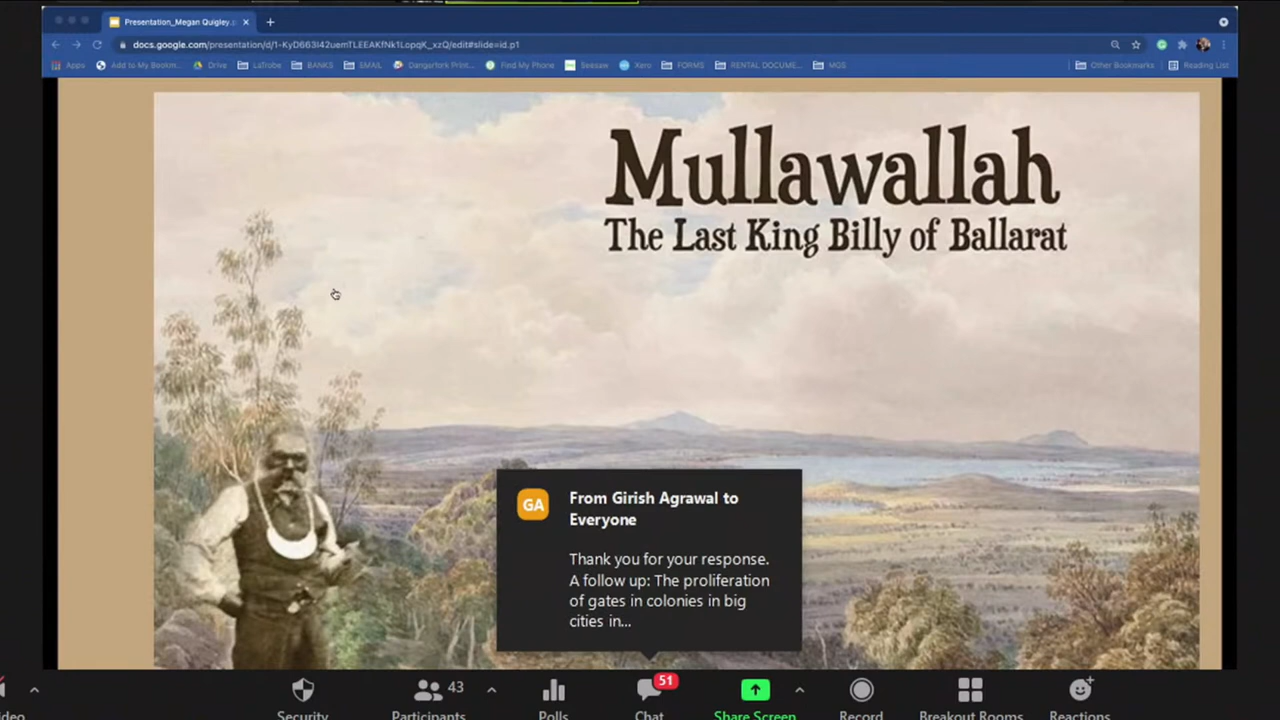 Presentation_Megan Quigley.
docs.google.com/presentation/d/1-KyD663I42uemTLEEAKfNk1LopqK_xzQ/edit#slide=id.p1
Apps Add to My Bookm... Drive LaTrobe BANKS EMAIL Dangerfork Print... Find My Phone Seesaw Xero FORMS RENTAL DOCUME... MGS Other Bookmarks Reading List
Mullawallah
The Last King Billy of Ballarat
GA
From Girish Agrawal to
Everyone
Thank you for your response.
A follow up: The proliferation
of gates in colonies in big
cities in...
43
51
deo Security Participants Polls Chat Share Screen Record Breakout Rooms Reactions